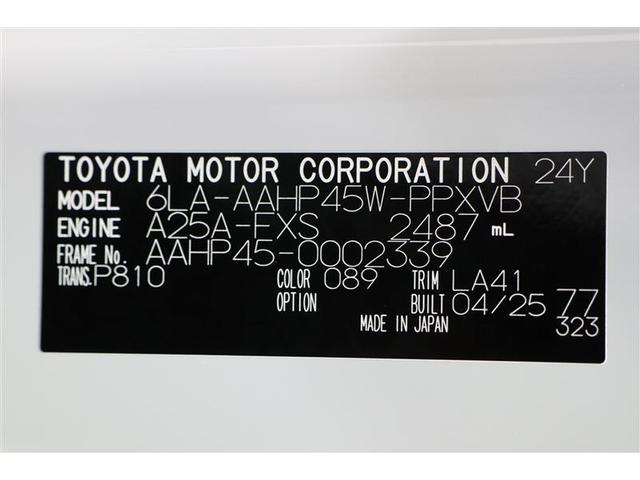 TOYOTA MOTOR CORPORATION 24Y
MODEL 6LA-AAHP45W-PPXVB
ENGINE A25A-FXS 2487 mL
FRAME No. AAHP45-0002339
TRANS. P810 COLOR 089 TRIM LA41
OPTION BUILT 04/25 77
MADE IN JAPAN 323